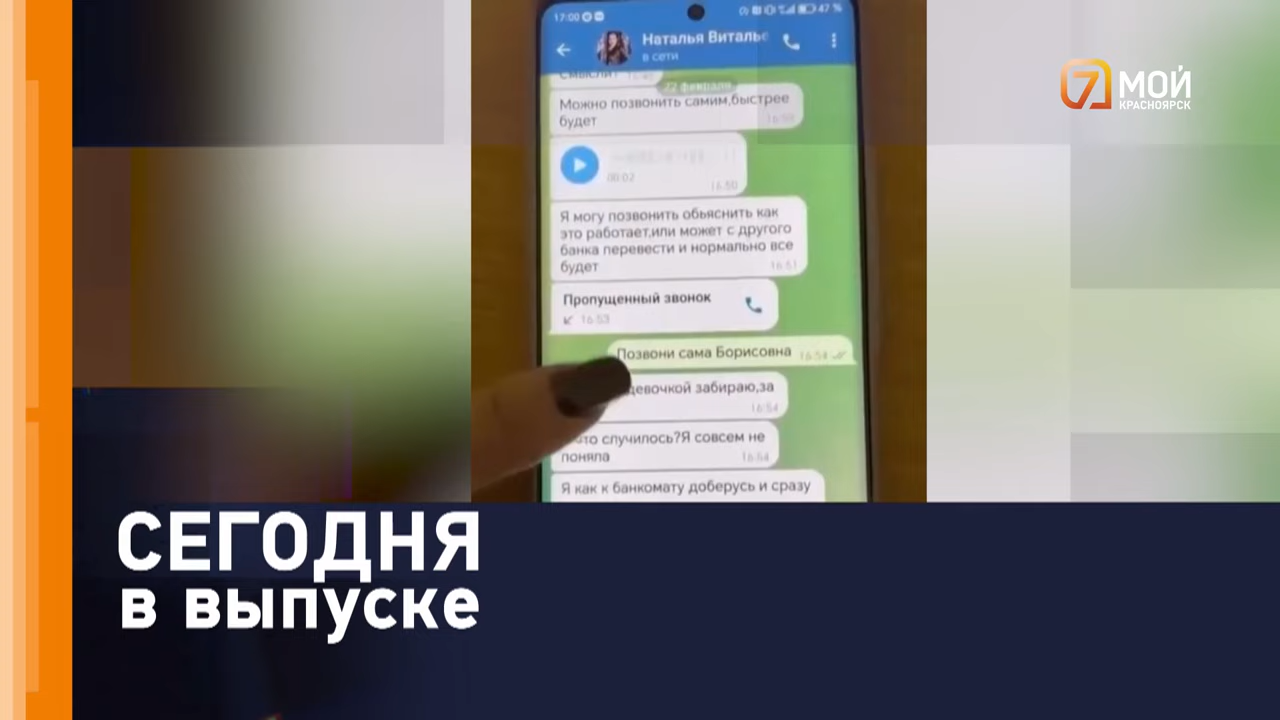 17:00
47 %
Наталья Виталье
в сети
Смысл
22 февраля
Можно позвонить самим,быстрее
будет
16:50
00:02
16:50
Я могу позвонить обьяснить как
это работает,или может с другого
банка перевести и нормально все
будет
16:51
Пропущенный звонок
16:53
Позвони сама Борисовна 16:54
девочкой забираю,за
16:54
то случилось?Я совсем не
поняла
16:54
Я как к банкомату доберусь и сразу
7 МОЙ
КРАСНОЯРСК
СЕГОДНЯ
в выпуске